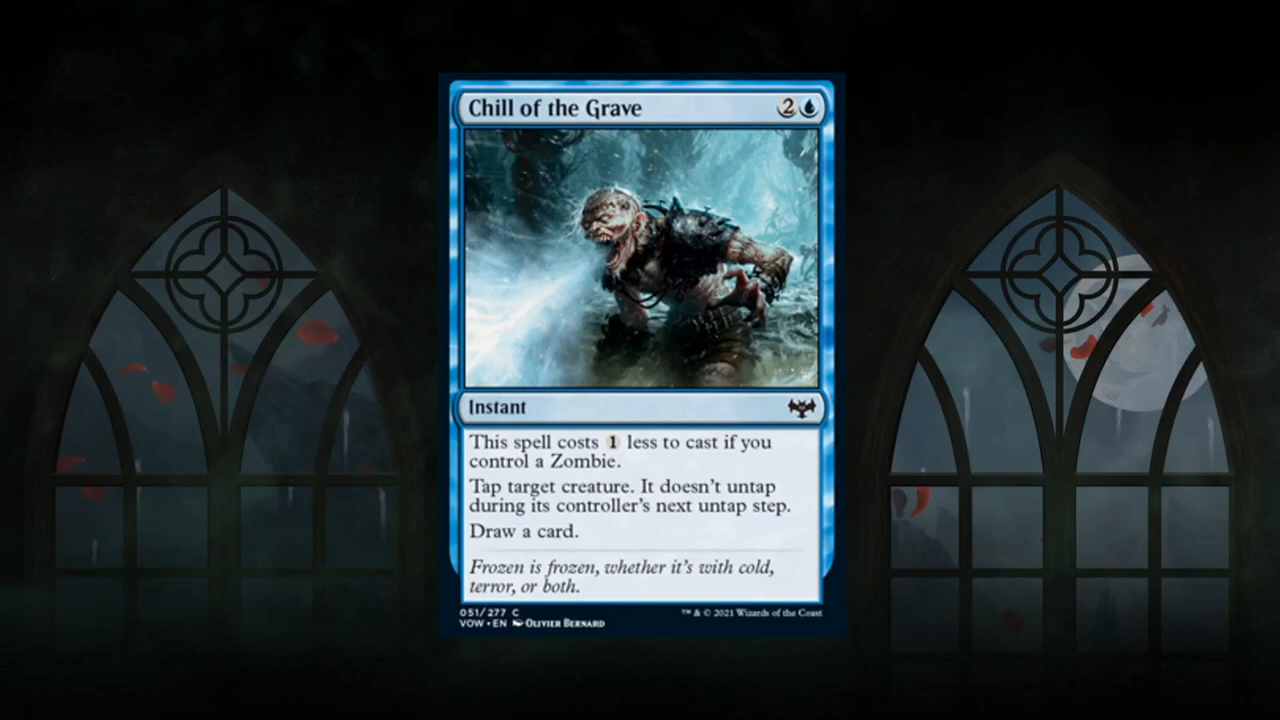 Chill of the Grave 2
Instant
This spell costs 1 less to cast if you
control a Zombie.
Tap target creature. It doesn't untap
during its controller's next untap step.
Draw a card.
Frozen is frozen, whether it's with cold,
terror, or both.
051/277 C ™ & © 2021 Wizards of the Coast
VOW • EN Olivier Bernard